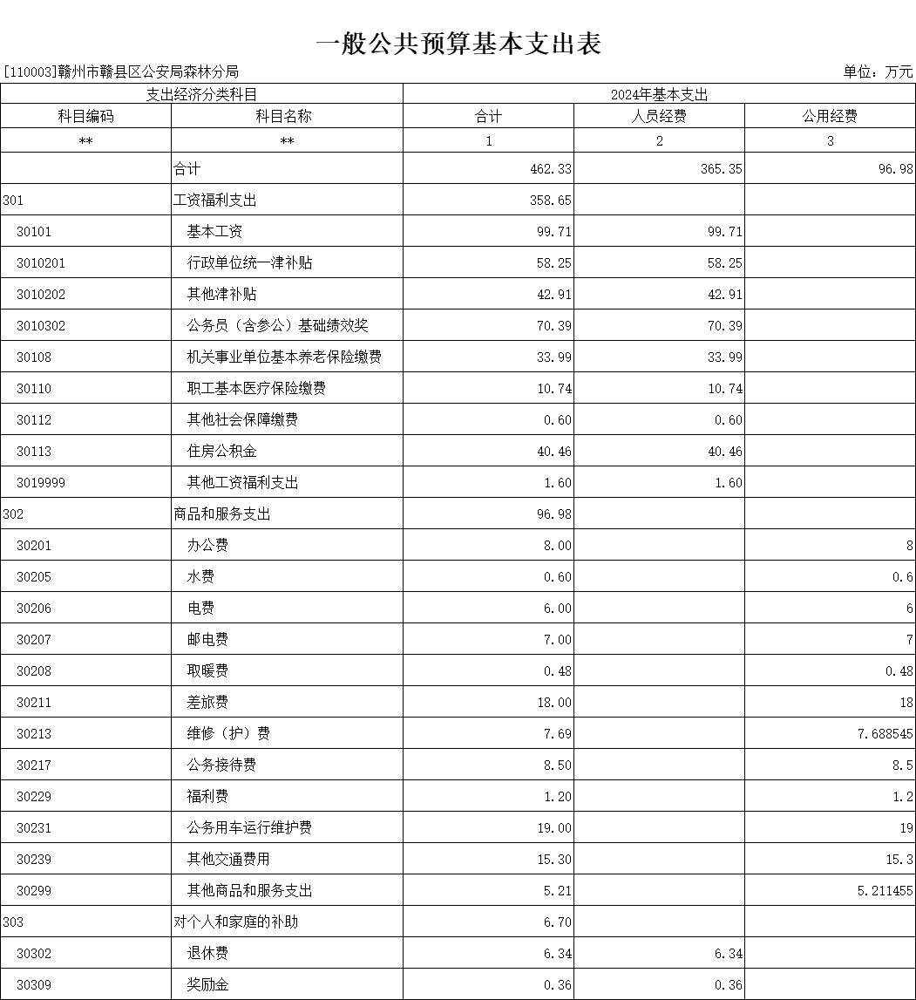 一般公共预算基本支出表
[110003]赣州市赣县区公安局森林分局 单位：万元
支出经济分类科目 2024年基本支出
科目编码 科目名称 合计 人员经费 公用经费
** ** 1 2 3
合计 462.33 365.35 96.98
301 工资福利支出 358.65
30101 基本工资 99.71 99.71
3010201 行政单位统一津补贴 58.25 58.25
3010202 其他津补贴 42.91 42.91
3010302 公务员（含参公）基础绩效奖 70.39 70.39
30108 机关事业单位基本养老保险缴费 33.99 33.99
30110 职工基本医疗保险缴费 10.74 10.74
30112 其他社会保障缴费 0.60 0.60
30113 住房公积金 40.46 40.46
3019999 其他工资福利支出 1.60 1.60
302 商品和服务支出 96.98
30201 办公费 8.00 8
30205 水费 0.60 0.6
30206 电费 6.00 6
30207 邮电费 7.00 7
30208 取暖费 0.48 0.48
30211 差旅费 18.00 18
30213 维修（护）费 7.69 7.688545
30217 公务接待费 8.50 8.5
30229 福利费 1.20 1.2
30231 公务用车运行维护费 19.00 19
30239 其他交通费用 15.30 15.3
30299 其他商品和服务支出 5.21 5.211455
303 对个人和家庭的补助 6.70
30302 退休费 6.34 6.34
30309 奖励金 0.36 0.36